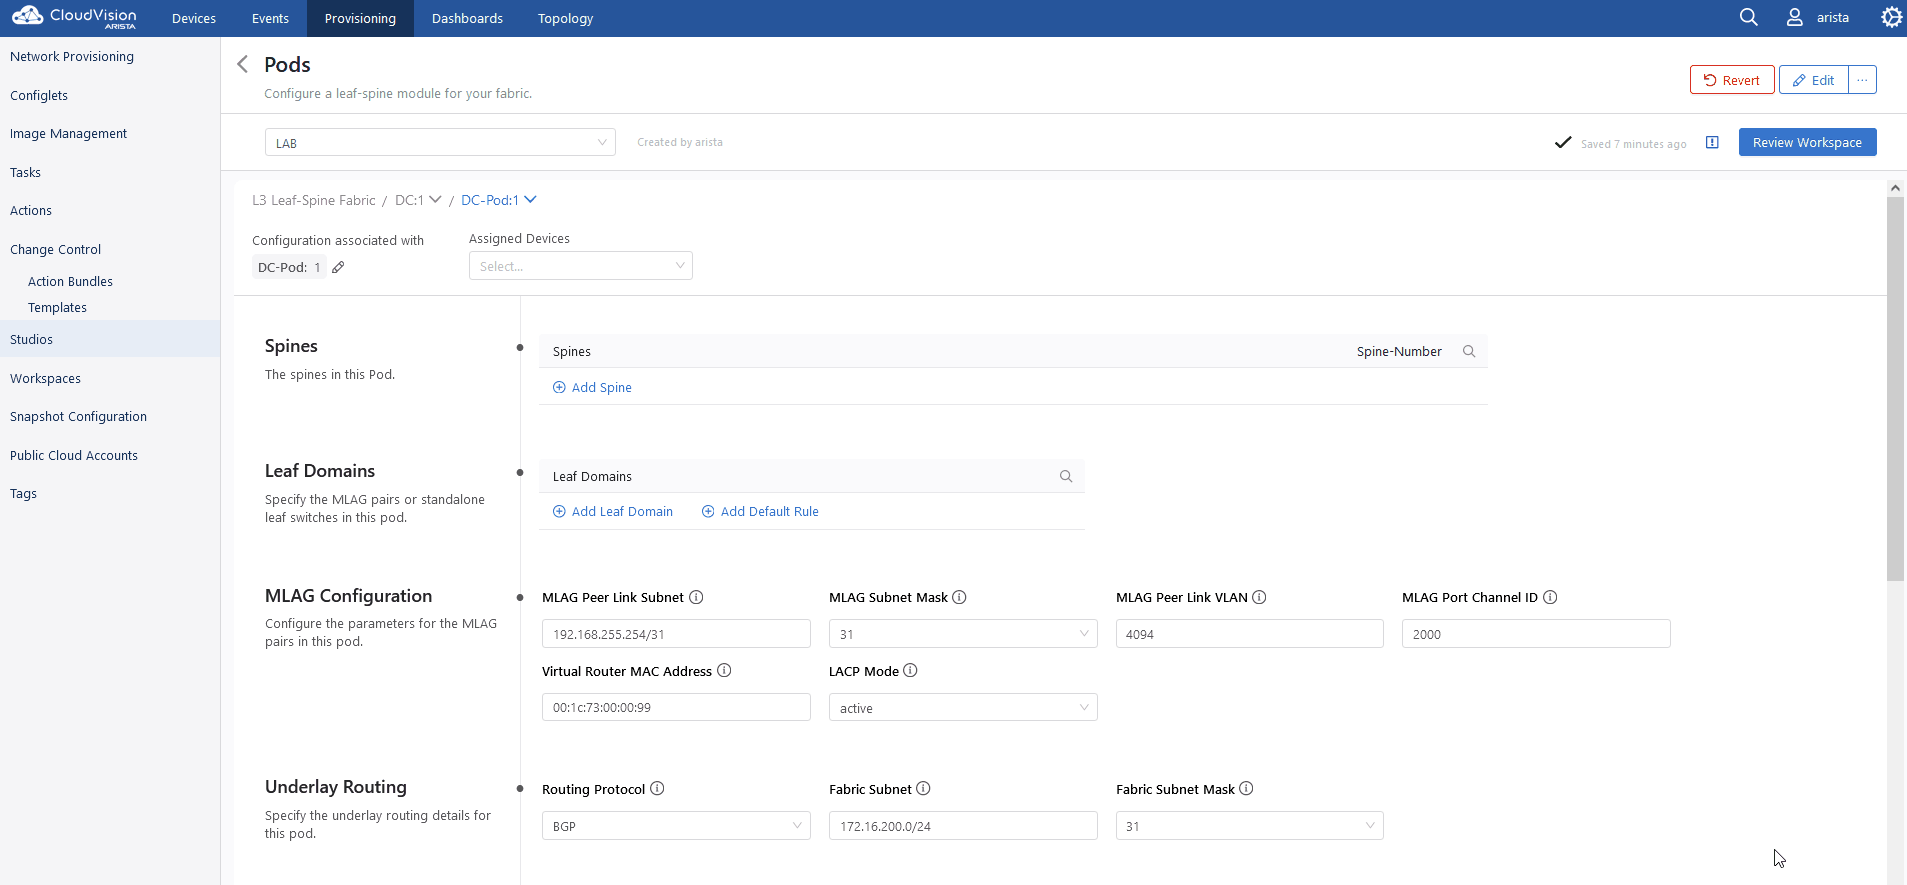 CloudVision
ARISTA
Devices
Events
Provisioning
Dashboards
Topology
arista
Network Provisioning
Configlets
Image Management
Tasks
Actions
Change Control
Action Bundles
Templates
Studios
Workspaces
Snapshot Configuration
Public Cloud Accounts
Tags
Pods
Configure a leaf-spine module for your fabric.
Revert
Edit
...
LAB
Created by arista
Saved 7 minutes ago
Review Workspace
L3 Leaf-Spine Fabric / DC:1 / DC-Pod:1
Configuration associated with
DC-Pod: 1
Assigned Devices
Select...
Spines
The spines in this Pod.
Spines
Spine-Number
Add Spine
Leaf Domains
Specify the MLAG pairs or standalone
leaf switches in this pod.
Leaf Domains
Add Leaf Domain
Add Default Rule
MLAG Configuration
Configure the parameters for the MLAG
pairs in this pod.
MLAG Peer Link Subnet
192.168.255.254/31
MLAG Subnet Mask
31
MLAG Peer Link VLAN
4094
MLAG Port Channel ID
2000
Virtual Router MAC Address
00:1c:73:00:00:99
LACP Mode
active
Underlay Routing
Specify the underlay routing details for
this pod.
Routing Protocol
BGP
Fabric Subnet
172.16.200.0/24
Fabric Subnet Mask
31